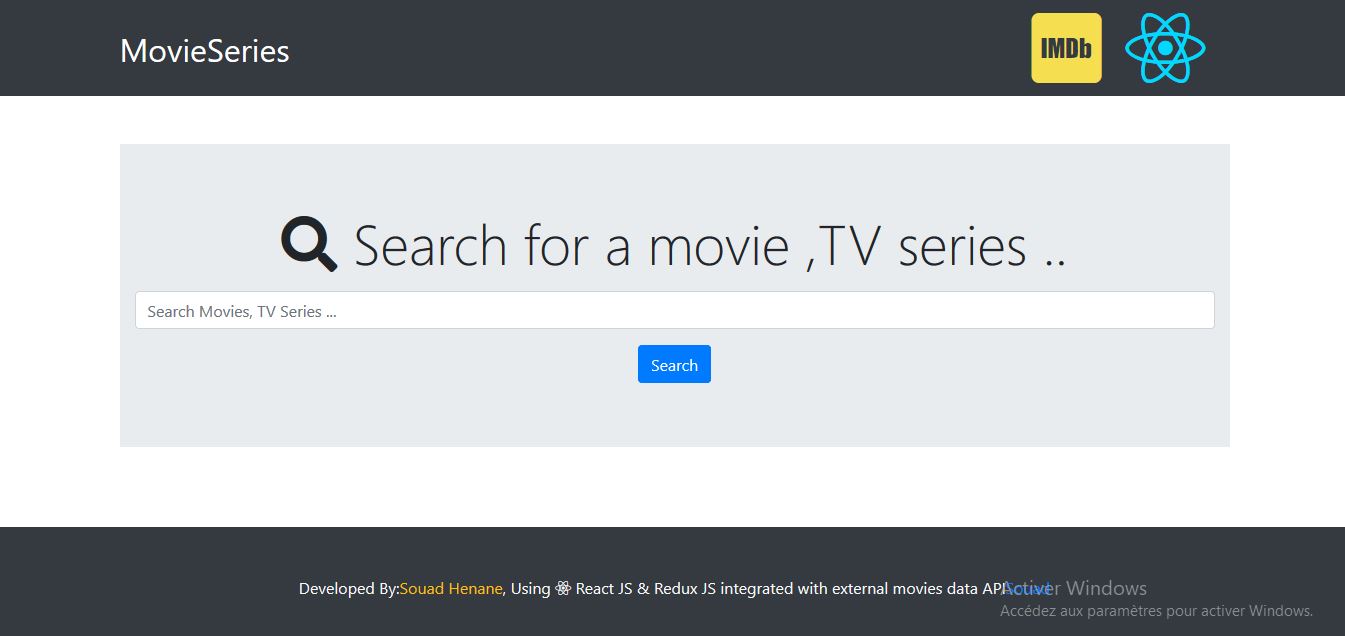 MovieSeries
IMDb
Search for a movie ,TV series ..
Search Movies, TV Series ...
Search
Developed By:Souad Henane, Using React JS & Redux JS integrated with external movies data API.
Activer Windows
Accédez aux paramètres pour activer Windows.